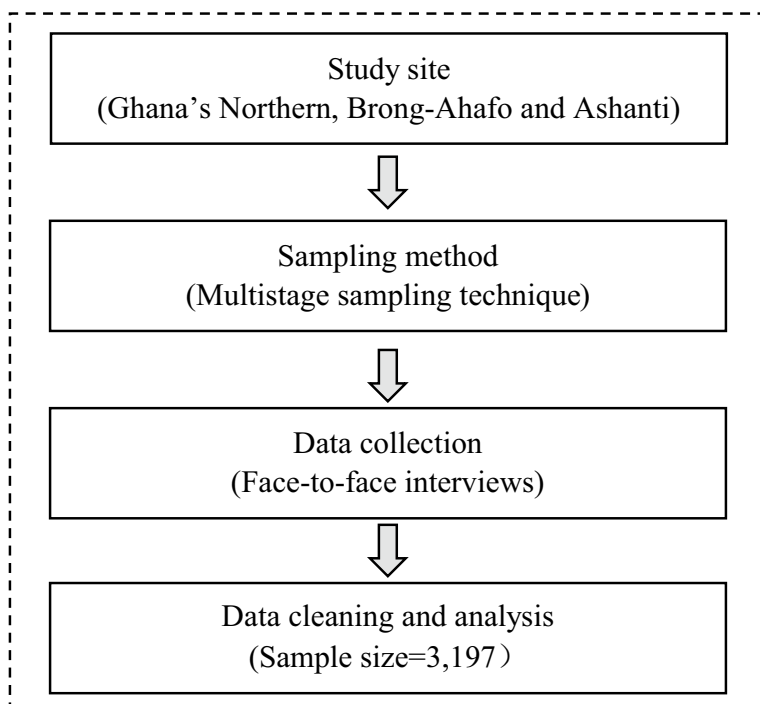 Study site
(Ghana’s Northern, Brong-Ahafo and Ashanti)
Sampling method
(Multistage sampling technique)
Data collection
(Face-to-face interviews)
Data cleaning and analysis
(Sample size=3,197）